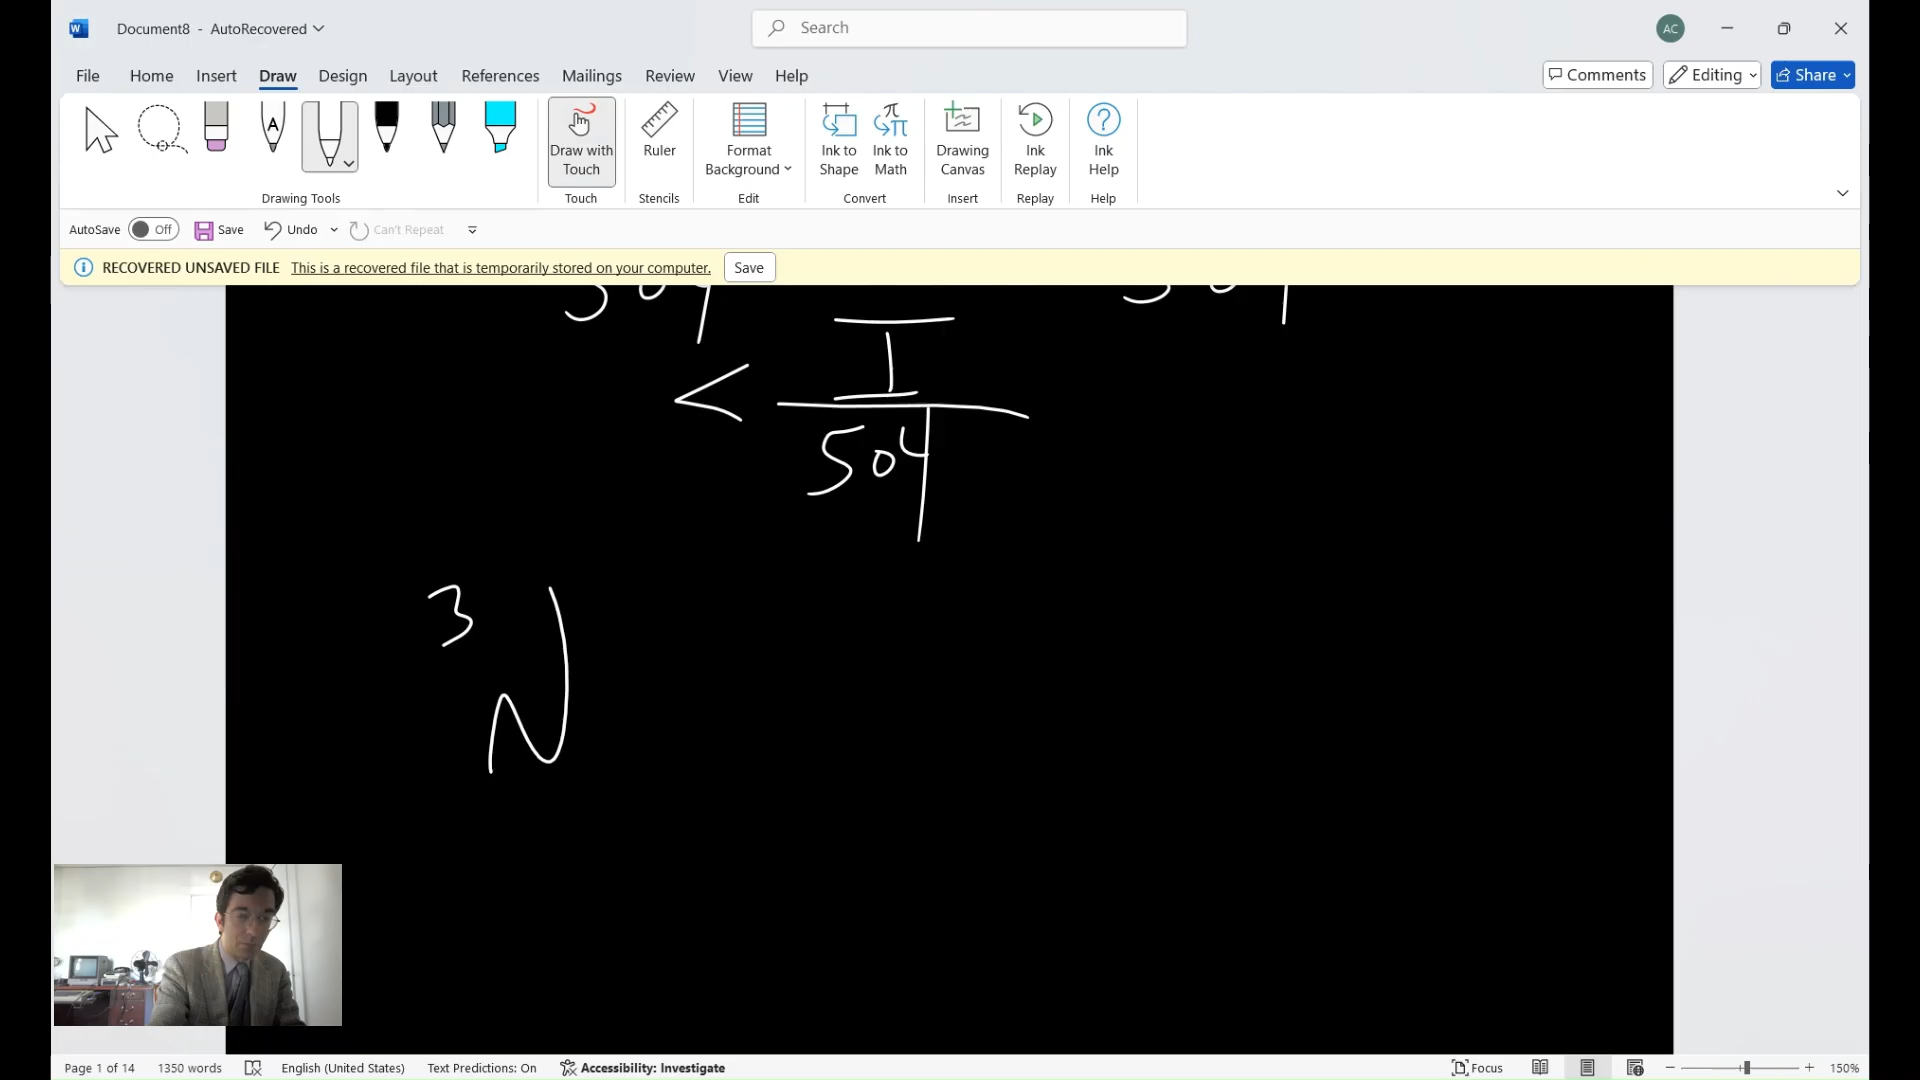 Document8 - AutoRecovered
Search
AC
File Home Insert Draw Design Layout References Mailings Review View Help
Comments Editing Share
A
Draw with Touch
Ruler
Format Background
Ink to Shape
Ink to Math
Drawing Canvas
Ink Replay
Ink Help
Drawing Tools Touch Stencils Edit Convert Insert Replay Help
AutoSave Off Save Undo Can't Repeat
RECOVERED UNSAVED FILE This is a recovered file that is temporarily stored on your computer. Save
504 504
I
<
504
3
N
Page 1 of 14 1350 words English (United States) Text Predictions: On Accessibility: Investigate Focus 150%